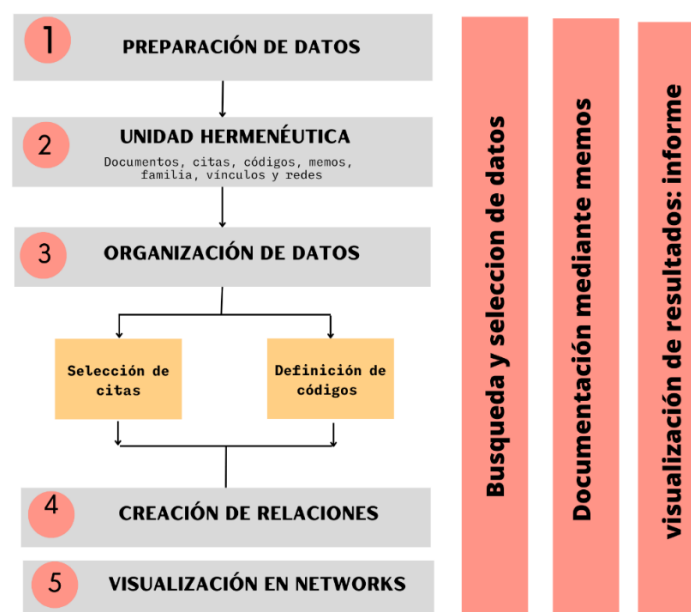 1
PREPARACIÓN DE DATOS
2
UNIDAD HERMENÉUTICA
Documentos, citas, códigos, memos,
familia, vínculos y redes
3
ORGANIZACIÓN DE DATOS
Selección de
citas
Definición de
códigos
4
CREACIÓN DE RELACIONES
5
VISUALIZACIÓN EN NETWORKS
Busqueda y seleccion de datos
Documentación mediante memos
visualización de resultados: informe